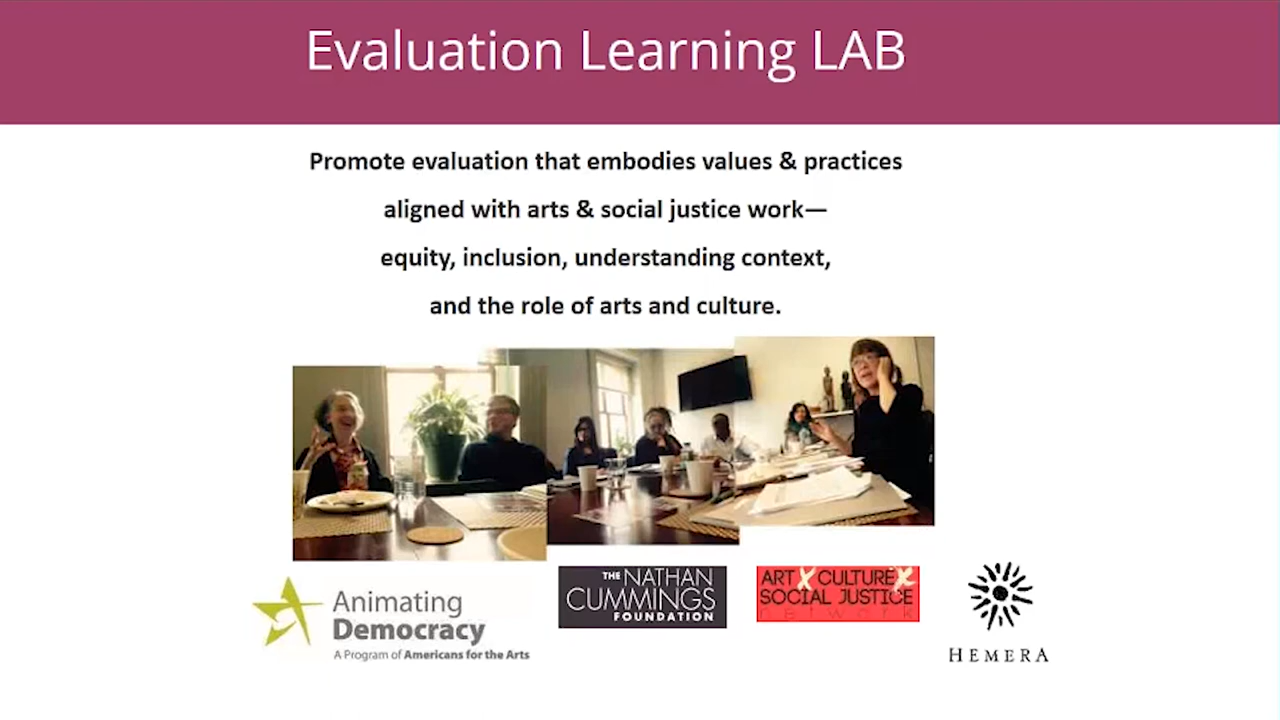 Evaluation Learning LAB
Promote evaluation that embodies values & practices
aligned with arts & social justice work—
equity, inclusion, understanding context,
and the role of arts and culture.
Animating
Democracy
A Program of Americans for the Arts
THE NATHAN
CUMMINGS
FOUNDATION
ART X CULTURE X
SOCIAL JUSTICE
network
HEMERA